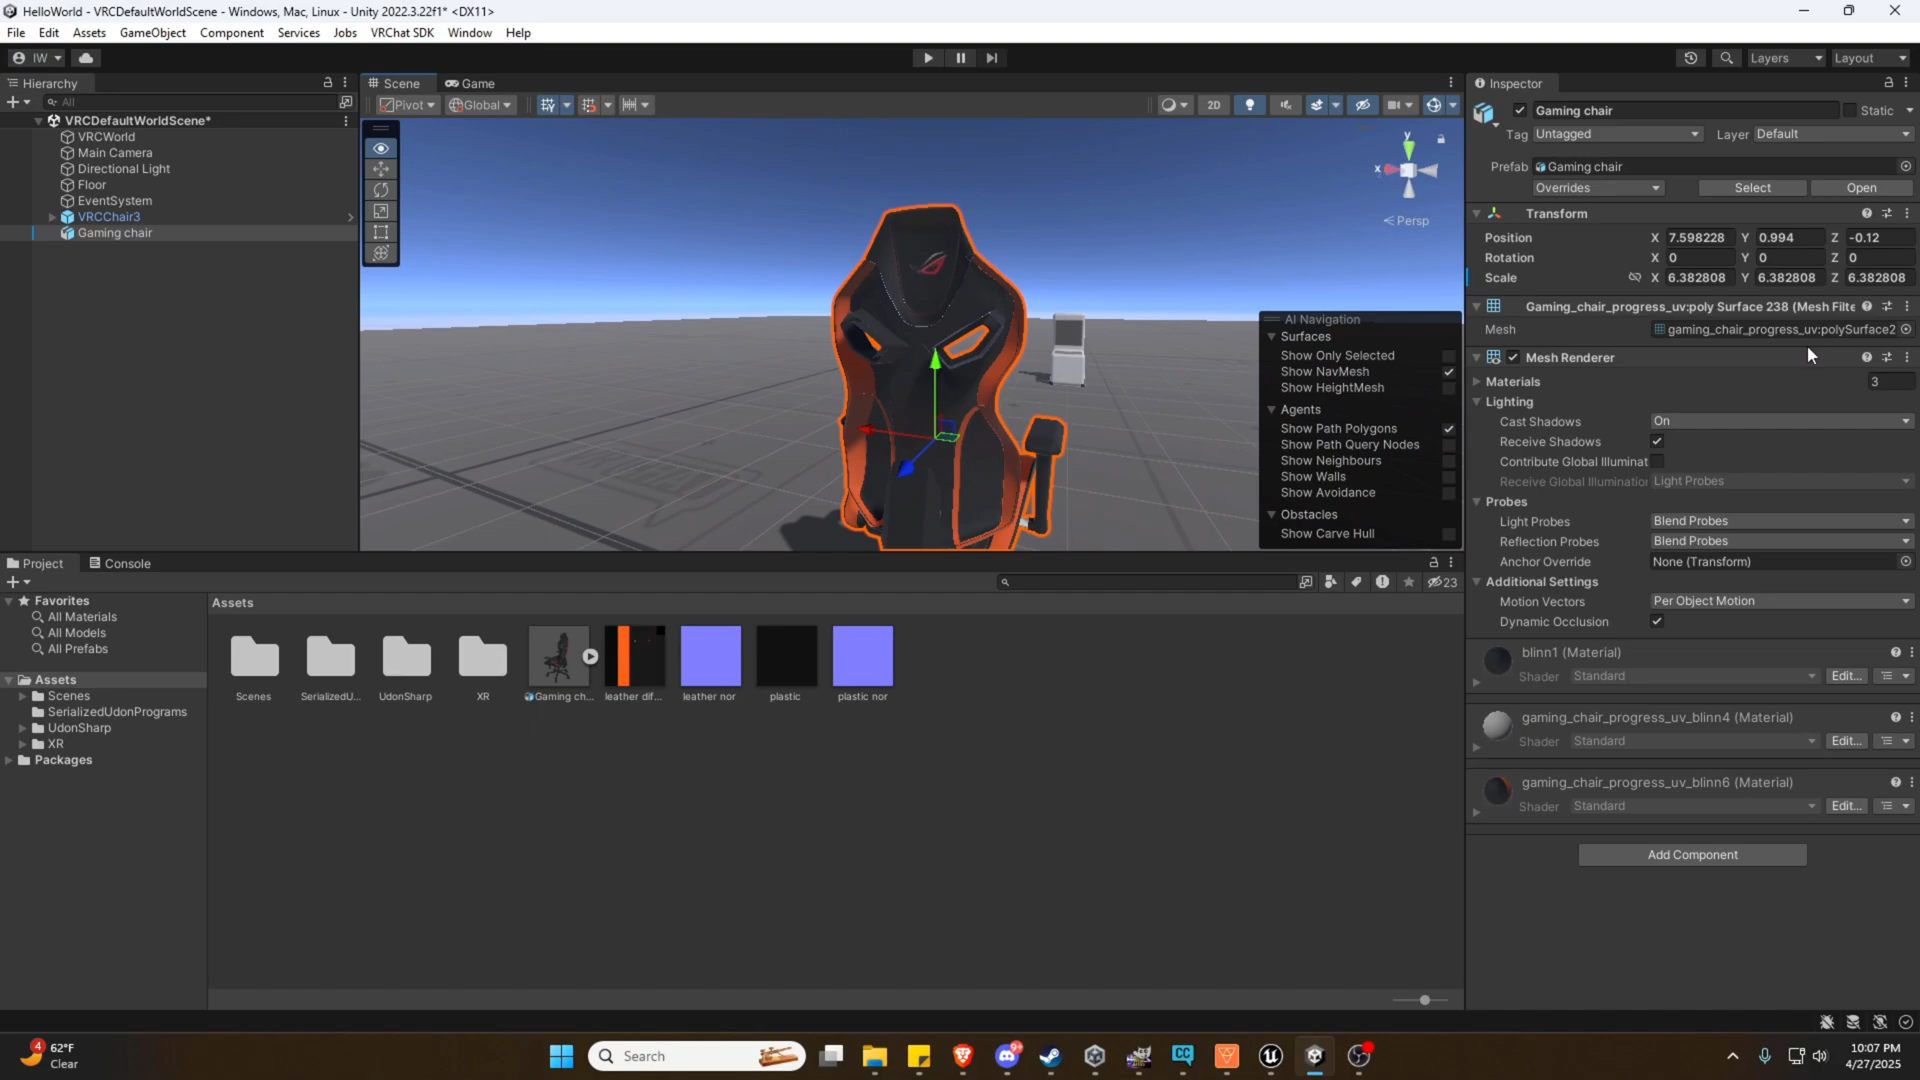 HelloWorld - VRCDefaultWorldScene - Windows, Mac, Linux - Unity 2022.3.22f1* <DX11>
File Edit Assets GameObject Component Services Jobs VRChat SDK Window Help
IW Layers Layout
Hierarchy
All
VRCDefaultWorldScene*
VRCWorld
Main Camera
Directional Light
Floor
EventSystem
VRCChair3
Gaming chair
Scene Game
Pivot Global 2D
y
x
Persp
AI Navigation
Surfaces
Show Only Selected
Show NavMesh
Show HeightMesh
Agents
Show Path Polygons
Show Path Query Nodes
Show Neighbours
Show Walls
Show Avoidance
Obstacles
Show Carve Hull
Inspector
Gaming chair Static
Tag Untagged Layer Default
Prefab Gaming chair
Overrides Select Open
Transform
Position X 7.598228 Y 0.994 Z -0.12
Rotation X 0 Y 0 Z 0
Scale X 6.382808 Y 6.382808 Z 6.382808
Gaming_chair_progress_uv:poly Surface 238 (Mesh Filte
Mesh gaming_chair_progress_uv:polySurface2
Mesh Renderer
Materials 3
Lighting
Cast Shadows On
Receive Shadows
Contribute Global Illuminat
Receive Global Illumination Light Probes
Probes
Light Probes Blend Probes
Reflection Probes Blend Probes
Anchor Override None (Transform)
Additional Settings
Motion Vectors Per Object Motion
Dynamic Occlusion
blinn1 (Material)
Shader Standard Edit...
gaming_chair_progress_uv_blinn4 (Material)
Shader Standard Edit...
gaming_chair_progress_uv_blinn6 (Material)
Shader Standard Edit...
Add Component
Project Console
23
Favorites
All Materials
All Models
All Prefabs
Assets
Scenes
SerializedUdonPrograms
UdonSharp
XR
Packages
Assets
Scenes SerializedU... UdonSharp XR Gaming ch... leather dif... leather nor plastic plastic nor
4 62°F
Clear
Search
9+
CC
10:07 PM
4/27/2025